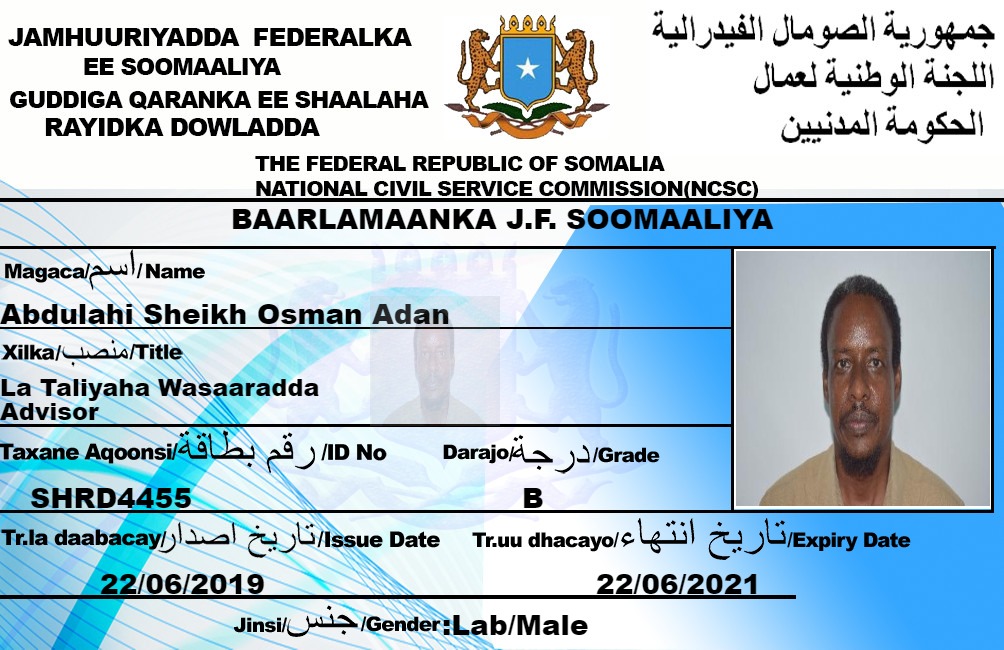 JAMHUURIYADDA FEDERALKA
EE SOOMAALIYA
GUDDIGA QARANKA EE SHAALAHA
RAYIDKA DOWLADDA
جمهورية الصومال الفيدرالية
اللجنة الوطنية لعمال
الحكومة المدنيين
THE FEDERAL REPUBLIC OF SOMALIA
NATIONAL CIVIL SERVICE COMMISSION(NCSC)
BAARLAMAANKA J.F. SOOMAALIYA
Magaca/اسم/Name
Abdulahi Sheikh Osman Adan
Xilka/منصب/Title
La Taliyaha Wasaaradda
Advisor
Taxane Aqoonsi/رقم بطاقة/ID No
SHRD4455
Darajo/درجة/Grade
B
Tr.la daabacay/تاريخ اصدار/Issue Date
22/06/2019
Tr.uu dhacayo/تاريخ انتهاء/Expiry Date
22/06/2021
Jinsi/جنس/Gender:Lab/Male